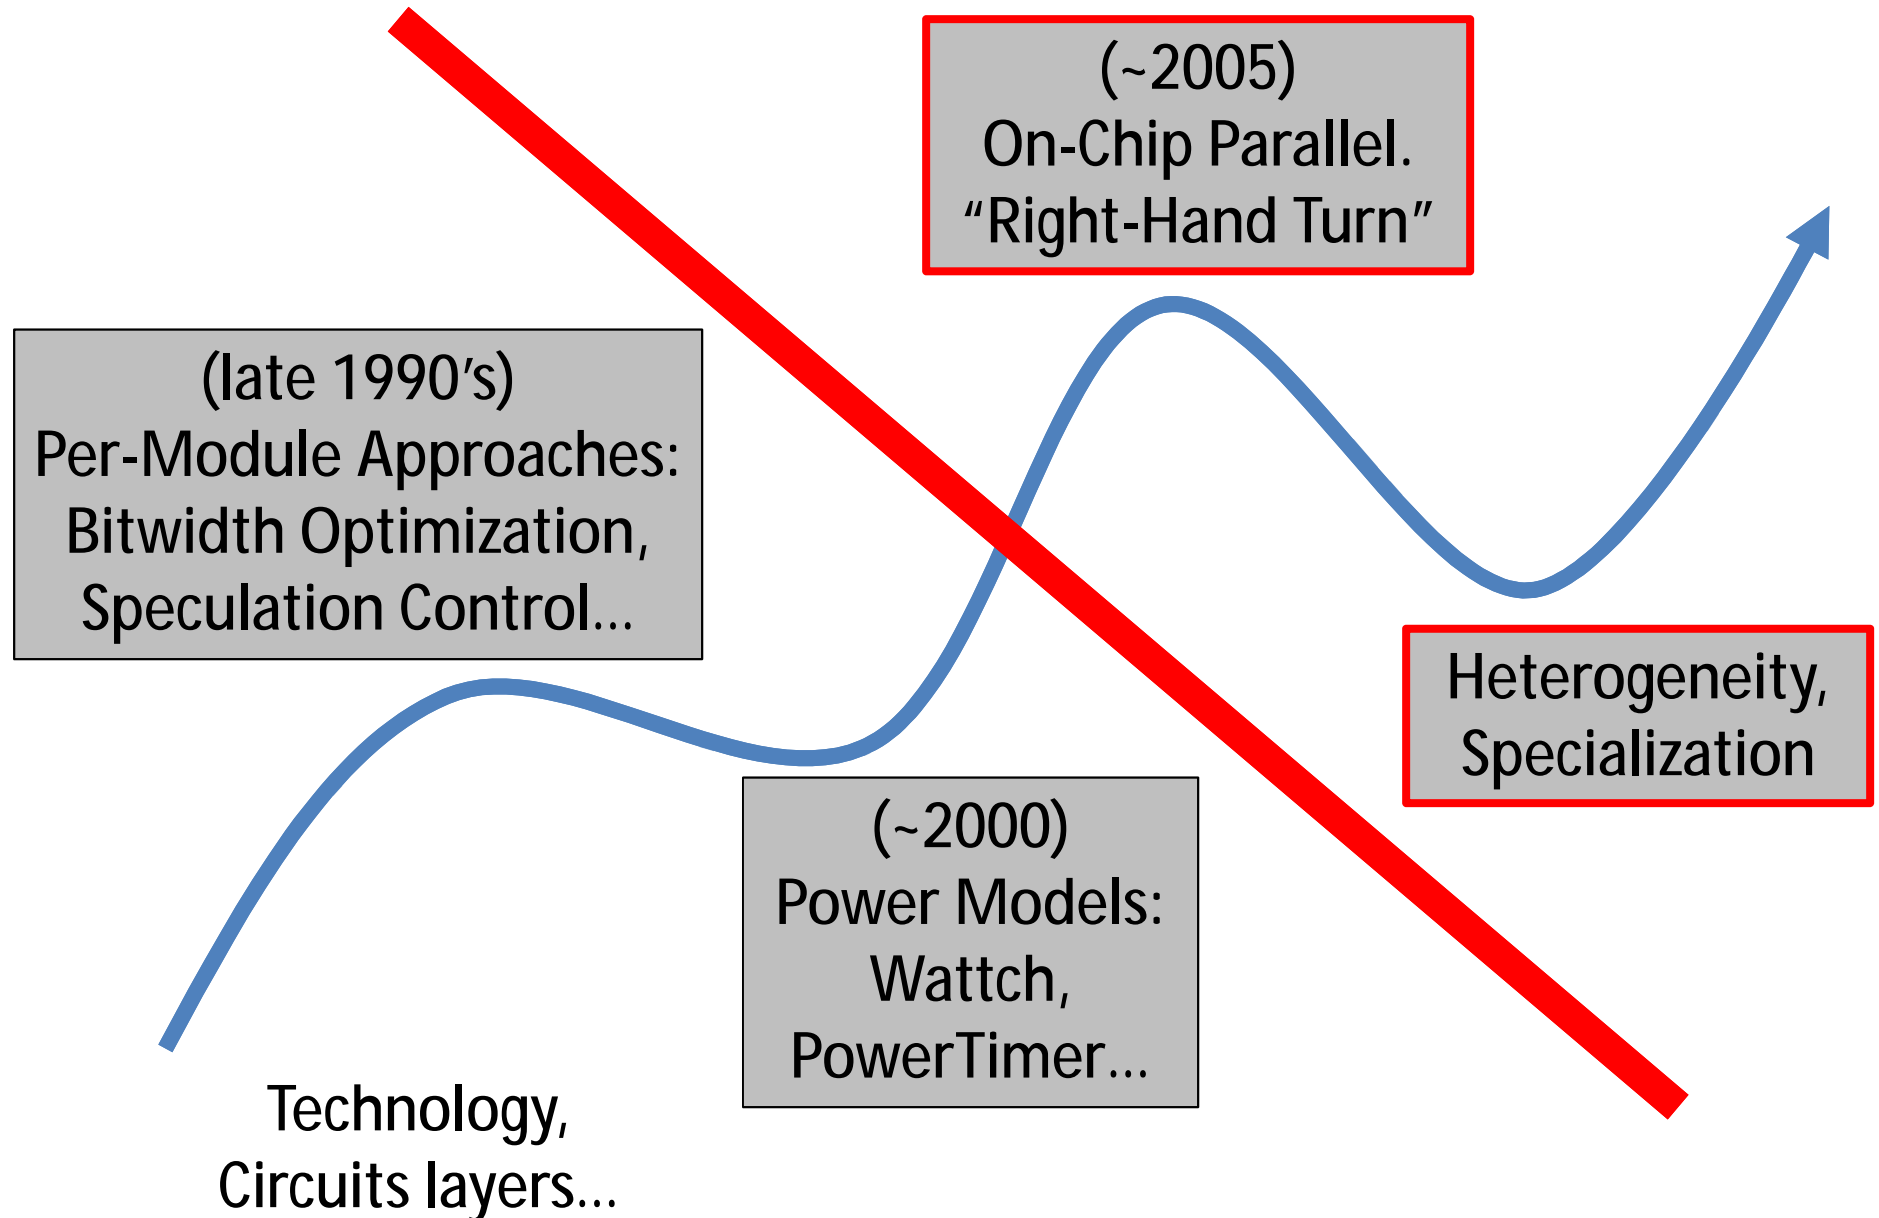 (~2005)
On-Chip Parallel.
“Right-Hand Turn”
(late 1990’s)
Per-Module Approaches:
Bitwidth Optimization,
Speculation Control...
Heterogeneity,
Specialization
(~2000)
Power Models:
Wattch,
PowerTimer...
Technology,
Circuits layers...